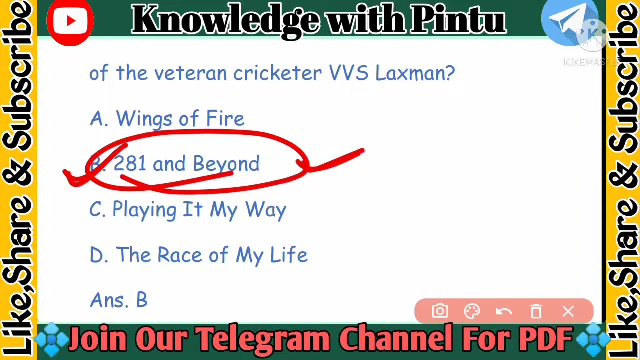 Knowledge with Pintu
of the veteran cricketer VVS Laxman?
A. Wings of Fire
B. 281 and Beyond
C. Playing It My Way
D. The Race of My Life
Ans. B
Join Our Telegram Channel For PDF
Like,Share & Subscribe
Like,Share & Subscribe